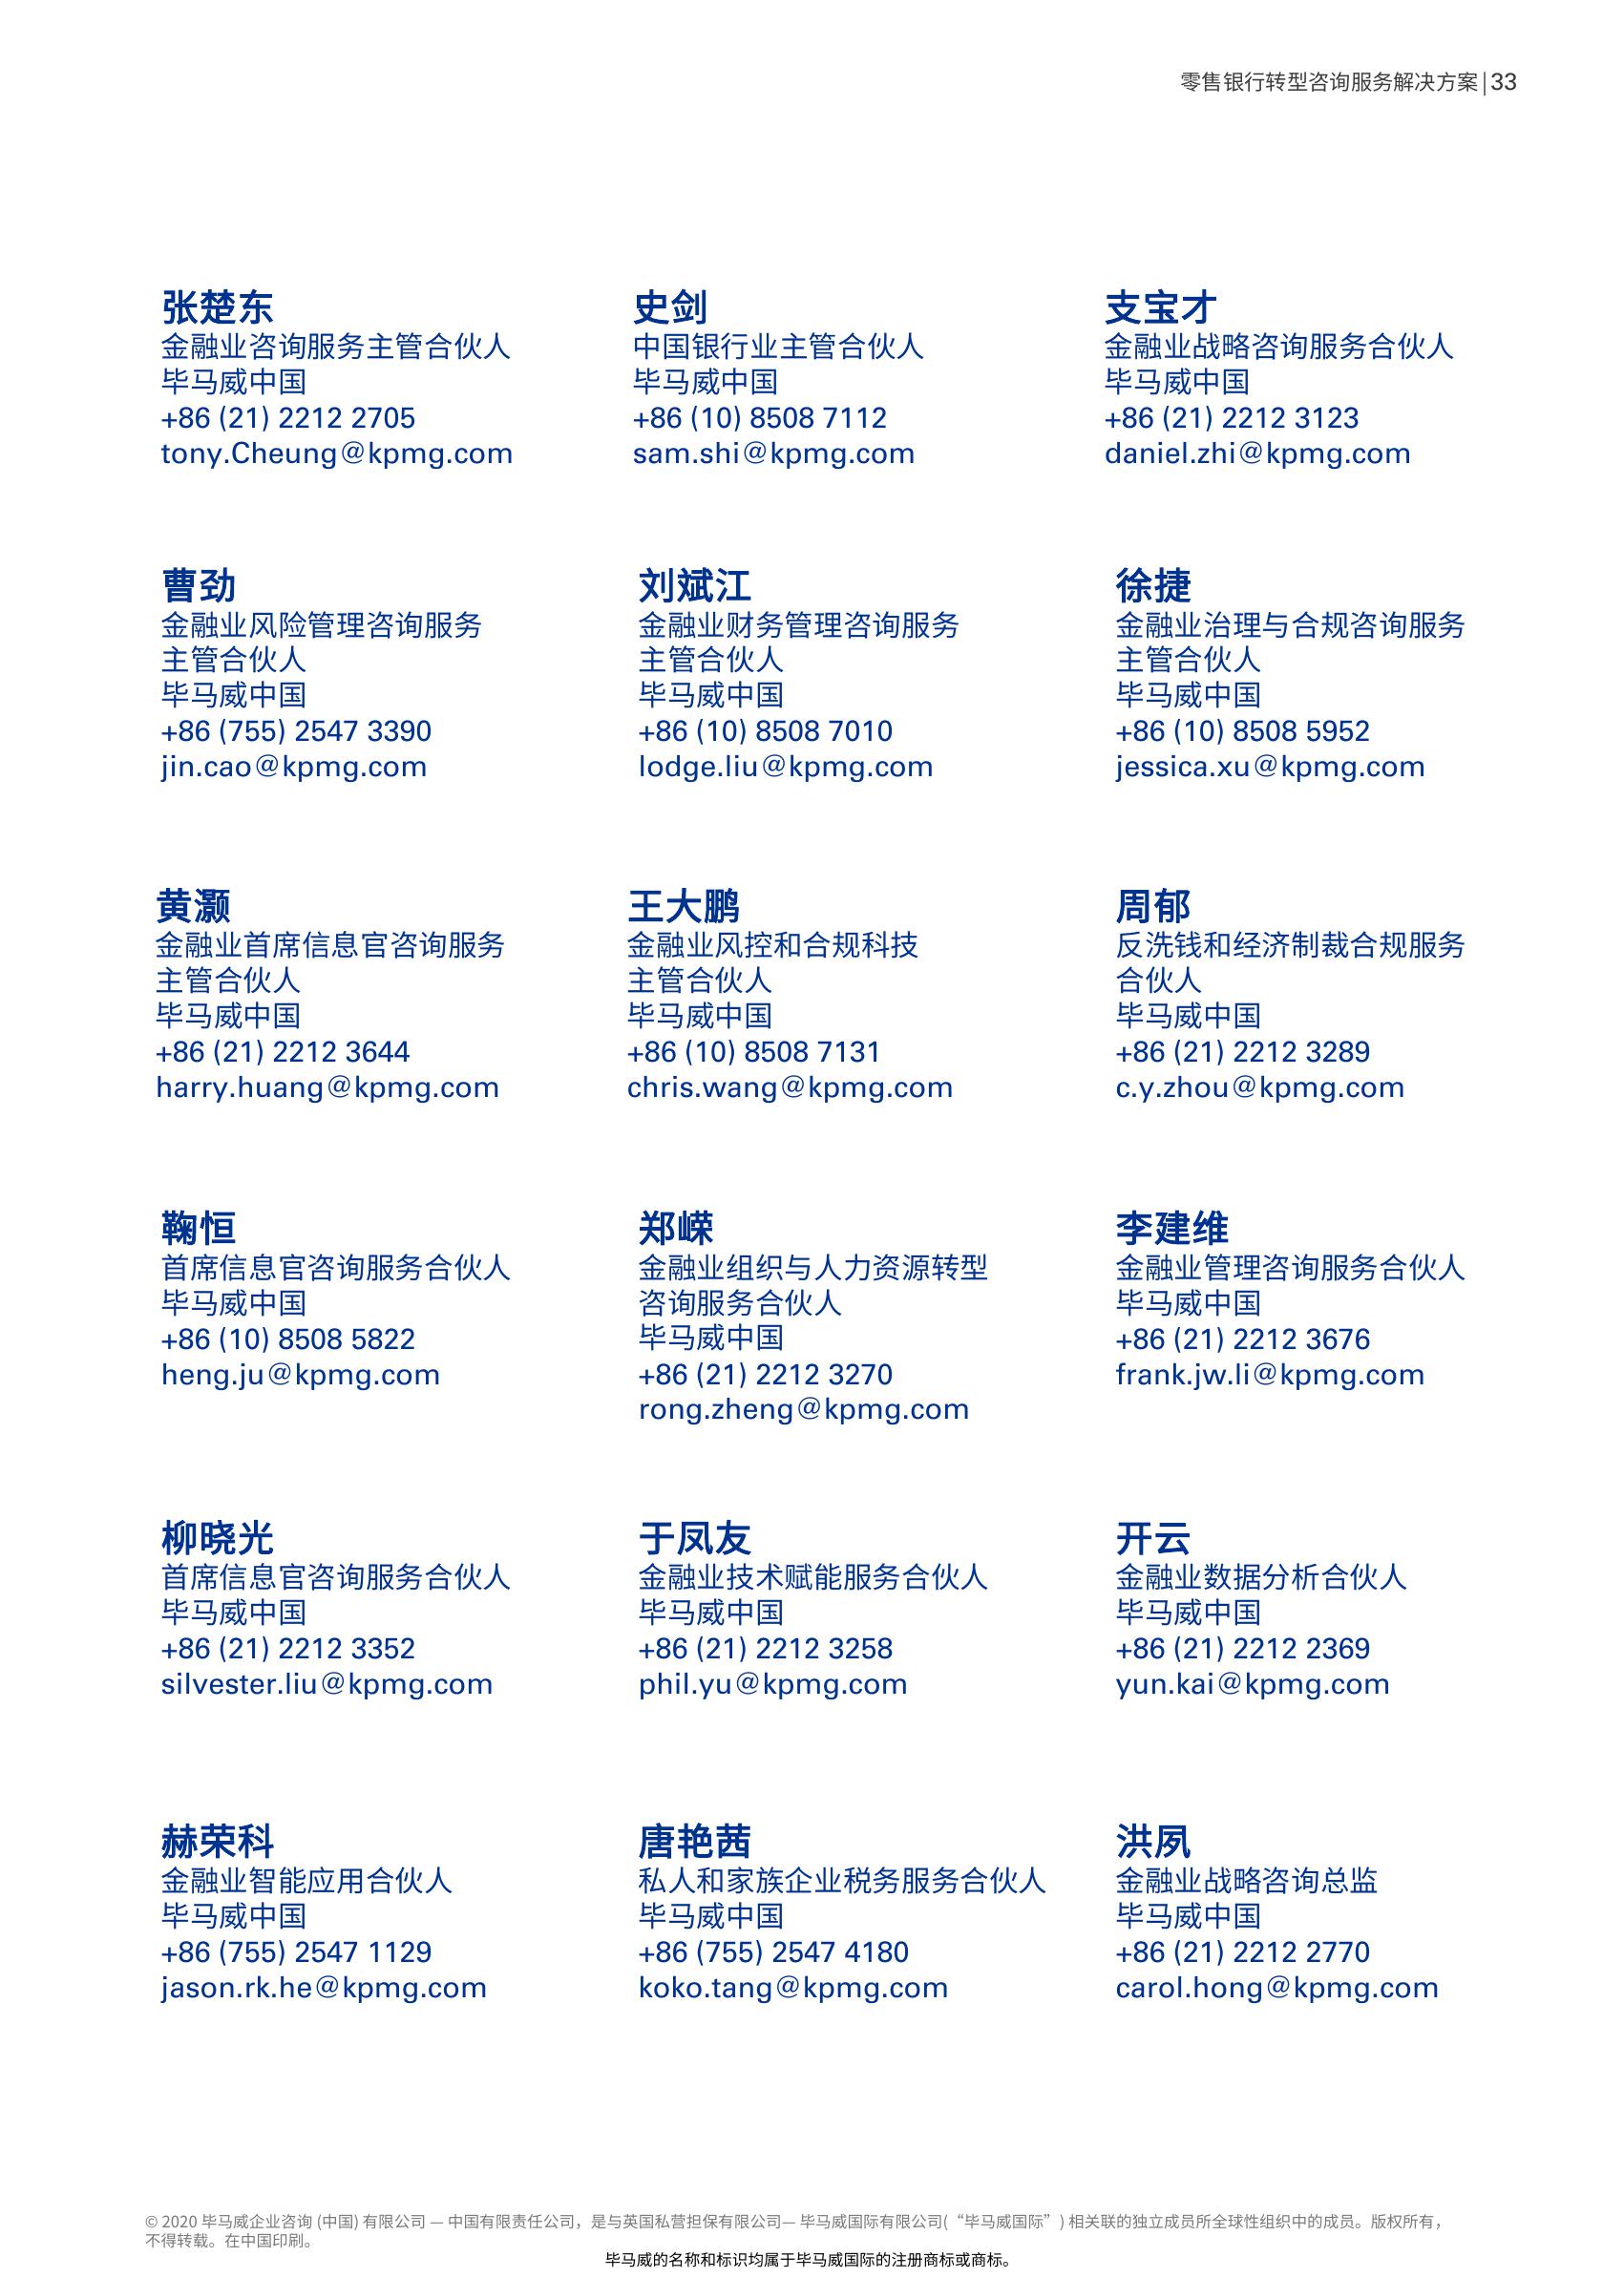 零售银行转型咨询服务解决方案|33
张楚东
金融业咨询服务主管合伙人
毕马威中国
+86 (21) 2212 2705
tony.Cheung@kpmg.com
史剑
中国银行业主管合伙人
毕马威中国
+86 (10) 8508 7112
sam.shi@kpmg.com
支宝才
金融业战略咨询服务合伙人
毕马威中国
+86 (21) 2212 3123
daniel.zhi@kpmg.com
曹劲
金融业风险管理咨询服务
主管合伙人
毕马威中国
+86 (755) 2547 3390
jin.cao@kpmg.com
刘斌江
金融业财务管理咨询服务
主管合伙人
毕马威中国
+86 (10) 8508 7010
lodge.liu@kpmg.com
徐捷
金融业治理与合规咨询服务
主管合伙人
毕马威中国
+86 (10) 8508 5952
jessica.xu@kpmg.com
黄灏
金融业首席信息官咨询服务
主管合伙人
毕马威中国
+86 (21) 2212 3644
harry.huang@kpmg.com
王大鹏
金融业风控和合规科技
主管合伙人
毕马威中国
+86 (10) 8508 7131
chris.wang@kpmg.com
周郁
反洗钱和经济制裁合规服务
合伙人
毕马威中国
+86 (21) 2212 3289
c.y.zhou@kpmg.com
鞠恒
首席信息官咨询服务合伙人
毕马威中国
+86 (10) 8508 5822
heng.ju@kpmg.com
郑嵘
金融业组织与人力资源转型
咨询服务合伙人
毕马威中国
+86 (21) 2212 3270
rong.zheng@kpmg.com
李建维
金融业管理咨询服务合伙人
毕马威中国
+86 (21) 2212 3676
frank.jw.li@kpmg.com
柳晓光
首席信息官咨询服务合伙人
毕马威中国
+86 (21) 2212 3352
silvester.liu@kpmg.com
于凤友
金融业技术赋能服务合伙人
毕马威中国
+86 (21) 2212 3258
phil.yu@kpmg.com
开云
金融业数据分析合伙人
毕马威中国
+86 (21) 2212 2369
yun.kai@kpmg.com
赫荣科
金融业智能应用合伙人
毕马威中国
+86 (755) 2547 1129
jason.rk.he@kpmg.com
唐艳茜
私人和家族企业税务服务合伙人
毕马威中国
+86 (755) 2547 4180
koko.tang@kpmg.com
洪夙
金融业战略咨询总监
毕马威中国
+86 (21) 2212 2770
carol.hong@kpmg.com
© 2020 毕马威企业咨询 (中国) 有限公司 — 中国有限责任公司，是与英国私营担保有限公司— 毕马威国际有限公司(“毕马威国际”) 相关联的独立成员所全球性组织中的成员。版权所有，
不得转载。在中国印刷。
毕马威的名称和标识均属于毕马威国际的注册商标或商标。